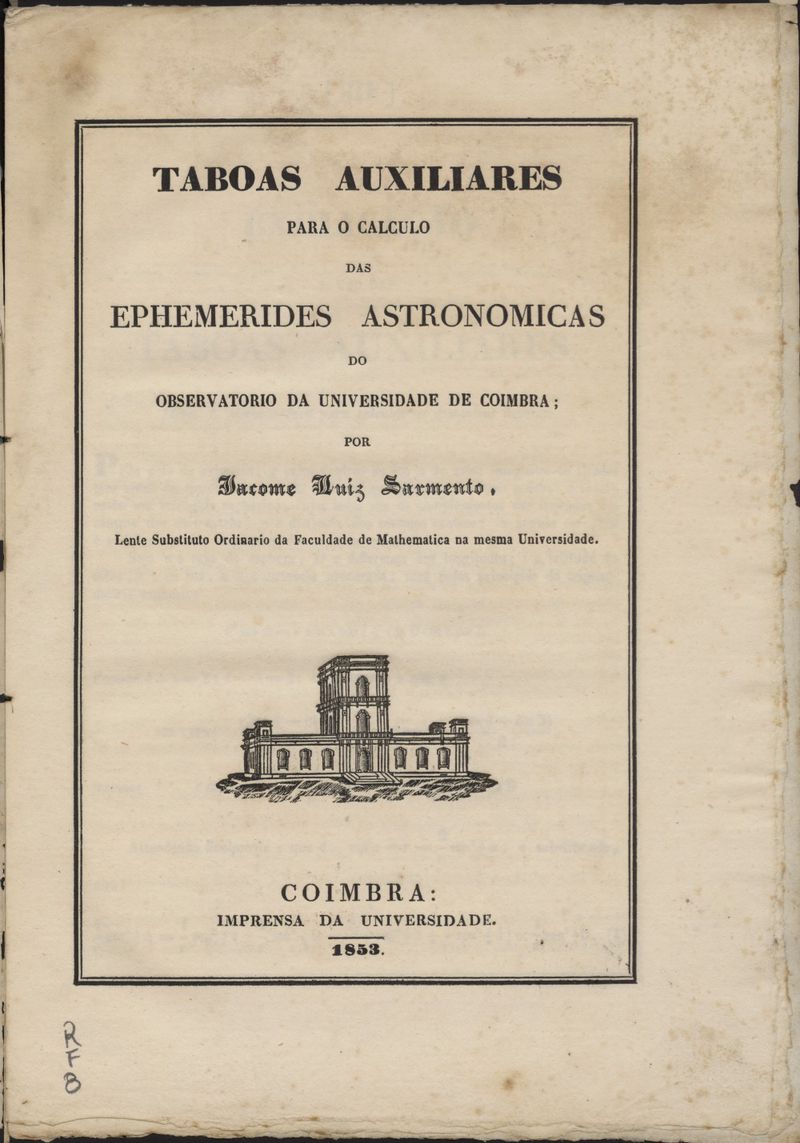 TABOAS AUXILIARES
PARA O CALCULO
DAS
EPHEMERIDES ASTRONOMICAS
DO
OBSERVATORIO DA UNIVERSIDADE DE COIMBRA;
POR
Jacome Luiz Sarmento,
Lente Substituto Ordinario da Faculdade de Mathematica na mesma Universidade.
COIMBRA:
IMPRENSA DA UNIVERSIDADE.
1853.
R
F
B